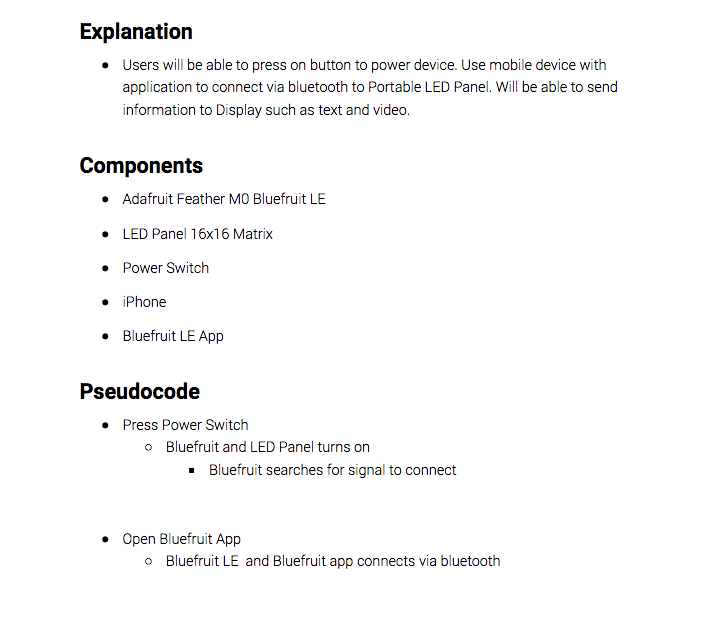 Explanation
● Users will be able to press on button to power device. Use mobile device with
application to connect via bluetooth to Portable LED Panel. Will be able to send
information to Display such as text and video.
Components
● Adafruit Feather M0 Bluefruit LE
● LED Panel 16x16 Matrix
● Power Switch
● iPhone
● Bluefruit LE App
Pseudocode
● Press Power Switch
○ Bluefruit and LED Panel turns on
■ Bluefruit searches for signal to connect
● Open Bluefruit App
○ Bluefruit LE  and Bluefruit app connects via bluetooth